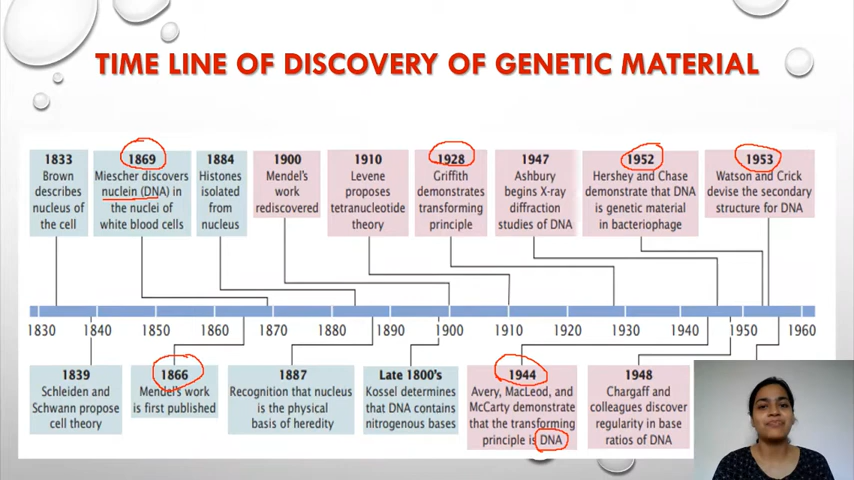 TIME LINE OF DISCOVERY OF GENETIC MATERIAL
1833
Brown
describes
nucleus of
the cell
1869
Miescher discovers
nuclein (DNA) in
the nuclei of
white blood cells
1884
Histones
isolated
from
nucleus
1900
Mendel's
work
rediscovered
1910
Levene
proposes
tetranucleotide
theory
1928
Griffith
demonstrates
transforming
principle
1947
Ashbury
begins X-ray
diffraction
studies of DNA
1952
Hershey and Chase
demonstrate that DNA
is genetic material
in bacteriophage
1953
Watson and Crick
devise the secondary
structure for DNA
1830 1840 1850 1860 1870 1880 1890 1900 1910 1920 1930 1940 1950 1960
1839
Schleiden and
Schwann propose
cell theory
1866
Mendel's work
is first published
1887
Recognition that nucleus
is the physical
basis of heredity
Late 1800's
Kossel determines
that DNA contains
nitrogenous bases
1944
Avery, MacLeod, and
McCarty demonstrate
that the transforming
principle is DNA
1948
Chargaff and
colleagues discover
regularity in base
ratios of DNA